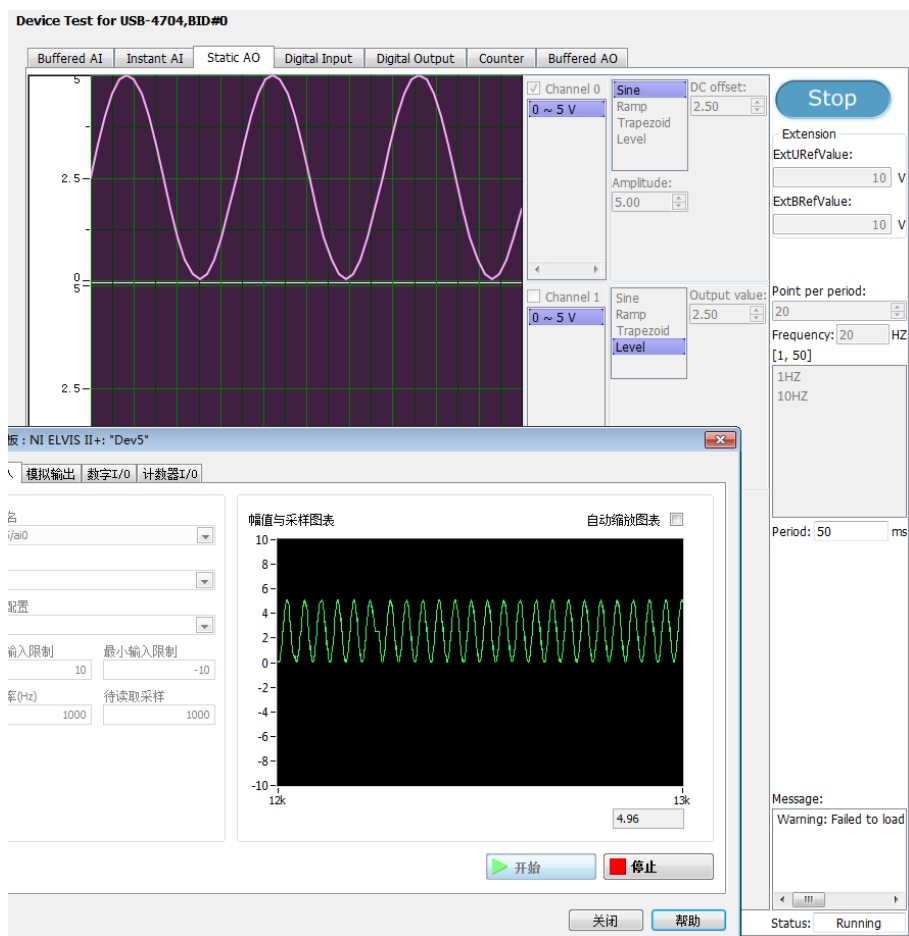 Device Test for USB-4704,BID#0
Buffered AI Instant AI Static AO Digital Input Digital Output Counter Buffered AO
5
2.5
0
Channel 0
0 ~ 5 V
Sine
Ramp
Trapezoid
Level
DC offset:
2.50
Amplitude:
5.00
Stop
Extension
ExtURefValue:
10 V
ExtBRefValue:
10 V
5
2.5
Channel 1
0 ~ 5 V
Sine
Ramp
Trapezoid
Level
Output value:
2.50
Point per period:
20
Frequency: 20 HZ
[1, 50]
1HZ
10HZ
Period: 50 ms
Message:
Warning: Failed to load
Status: Running
板 : NI ELVIS II+: "Dev5"
模拟输出 数字I/O 计数器I/O
名
/ai0
配置
输入限制 最小输入限制
10 -10
率(Hz) 待读取采样
1000 1000
幅值与采样图表 自动缩放图表
10
8
6
4
2
0
-2
-4
-6
-8
-10
12k 13k
4.96
开始 停止
关闭 帮助